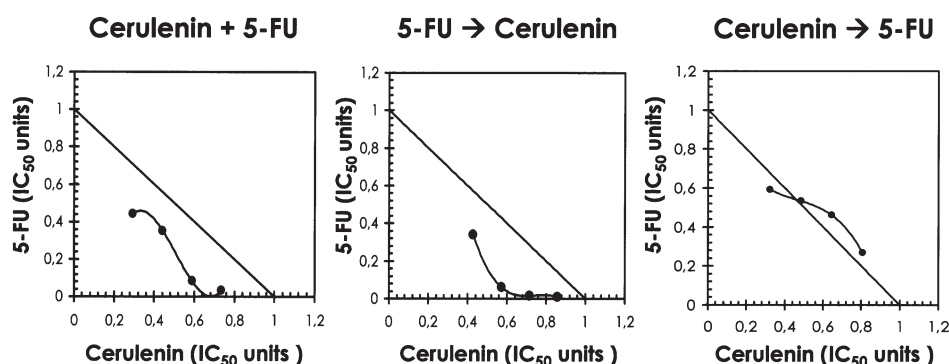 Cerulenin + 5-FU
5-FU → Cerulenin
Cerulenin → 5-FU
5-FU (IC50 units)
1,2
1
0,8
0,6
0,4
0,2
0
0 0,2 0,4 0,6 0,8 1 1,2
Cerulenin (IC50 units )
5-FU (IC50 units)
1,2
1
0,8
0,6
0,4
0,2
0
0 0,2 0,4 0,6 0,8 1 1,2
Cerulenin (IC50 units )
5-FU (IC50 units)
1,2
1
0,8
0,6
0,4
0,2
0
0 0,2 0,4 0,6 0,8 1 1,2
Cerulenin (IC50 units )